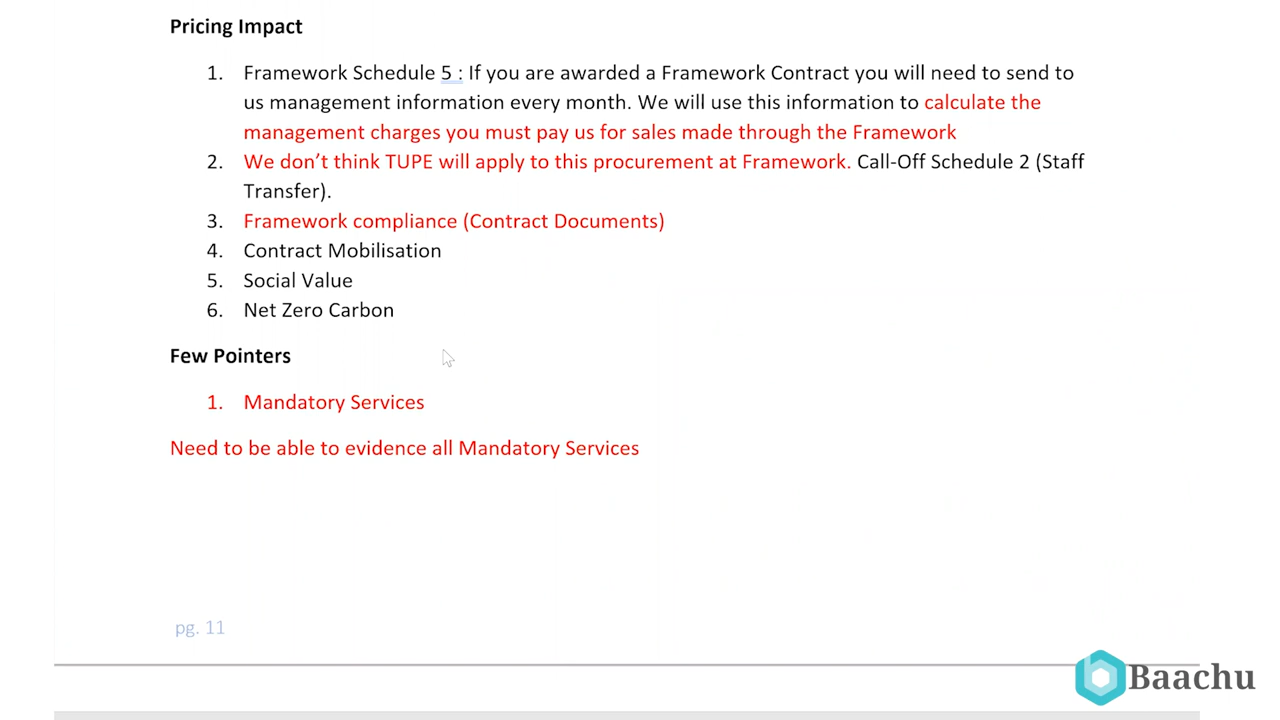 Pricing Impact
1. Framework Schedule 5 : If you are awarded a Framework Contract you will need to send to
us management information every month. We will use this information to calculate the
management charges you must pay us for sales made through the Framework
2. We don't think TUPE will apply to this procurement at Framework. Call-Off Schedule 2 (Staff
Transfer).
3. Framework compliance (Contract Documents)
4. Contract Mobilisation
5. Social Value
6. Net Zero Carbon
Few Pointers
1. Mandatory Services
Need to be able to evidence all Mandatory Services
pg. 11
Baachu